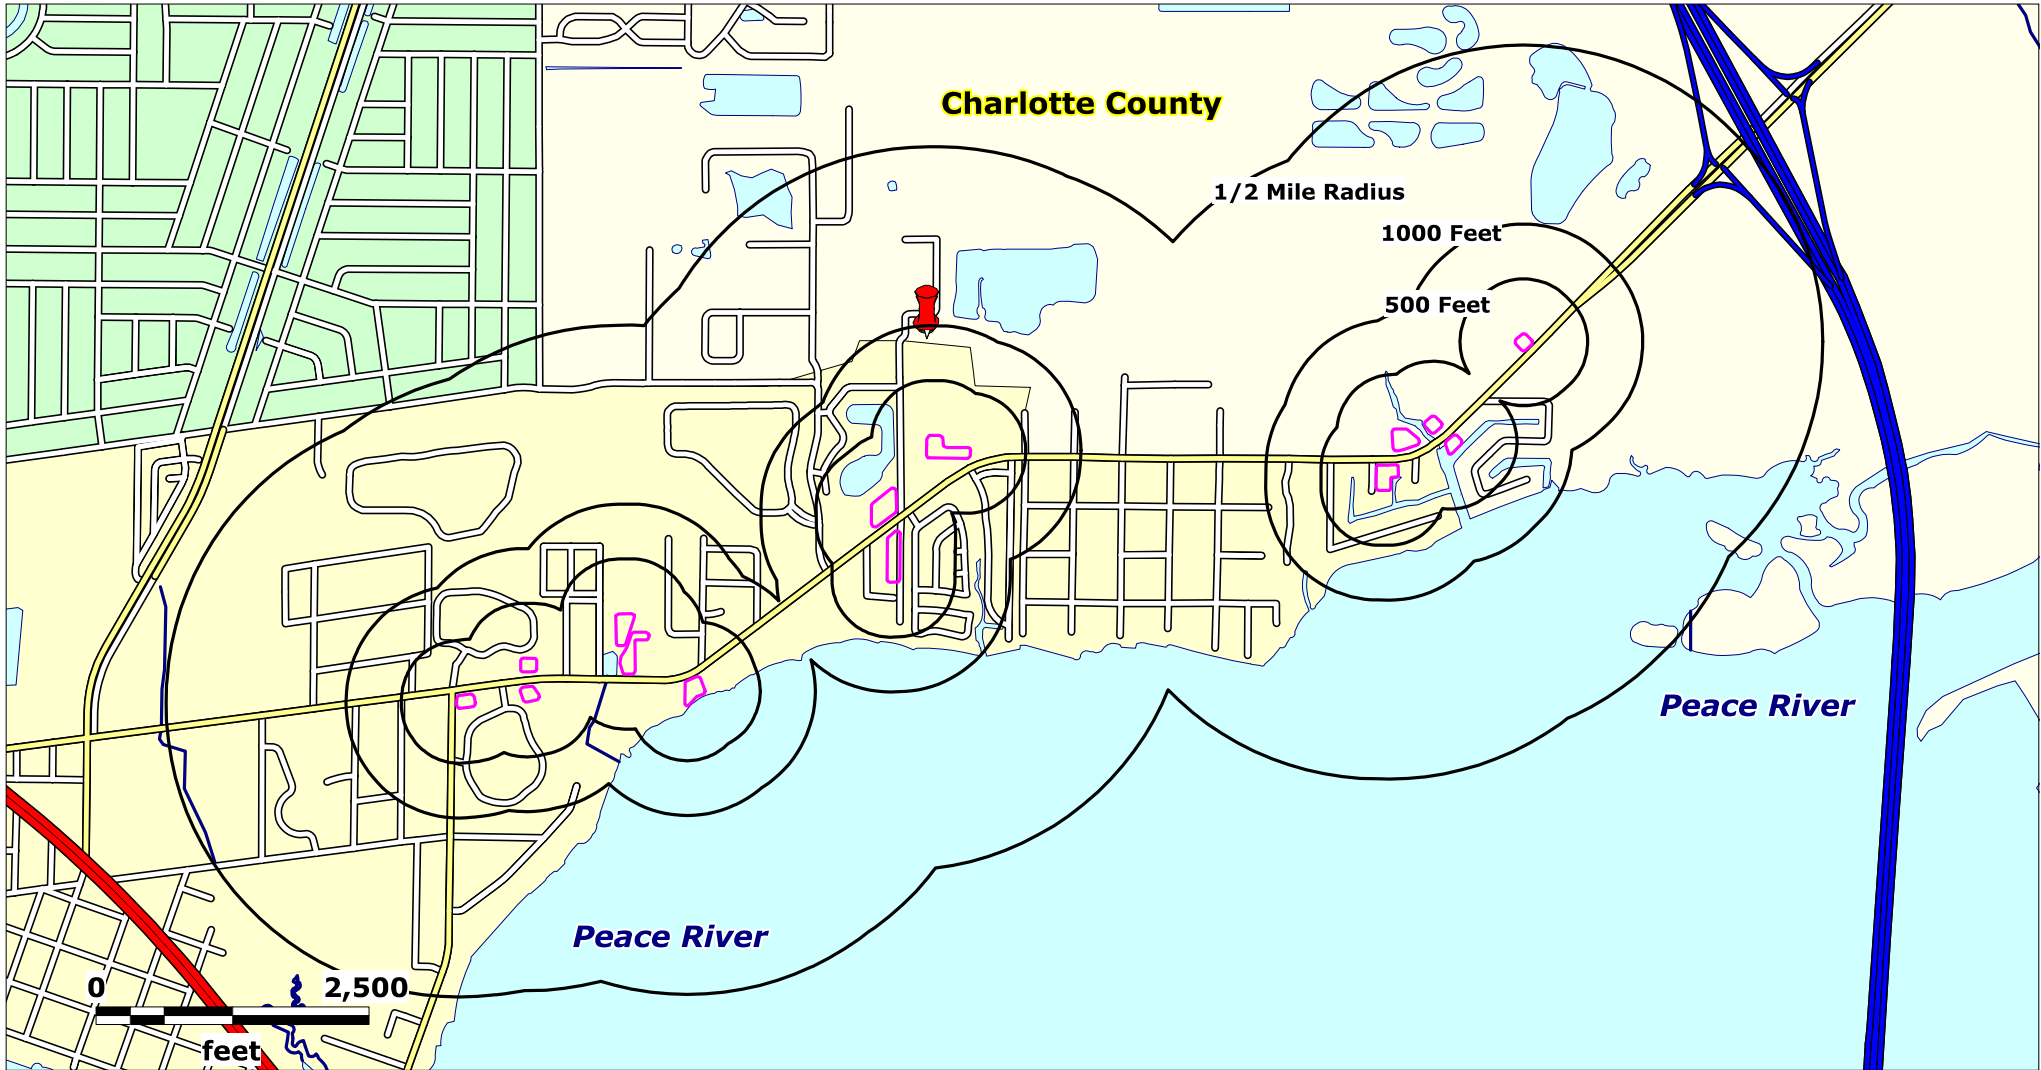 Charlotte County
1/2 Mile Radius
1000 Feet
500 Feet
Peace River
Peace River
0 2,500
feet